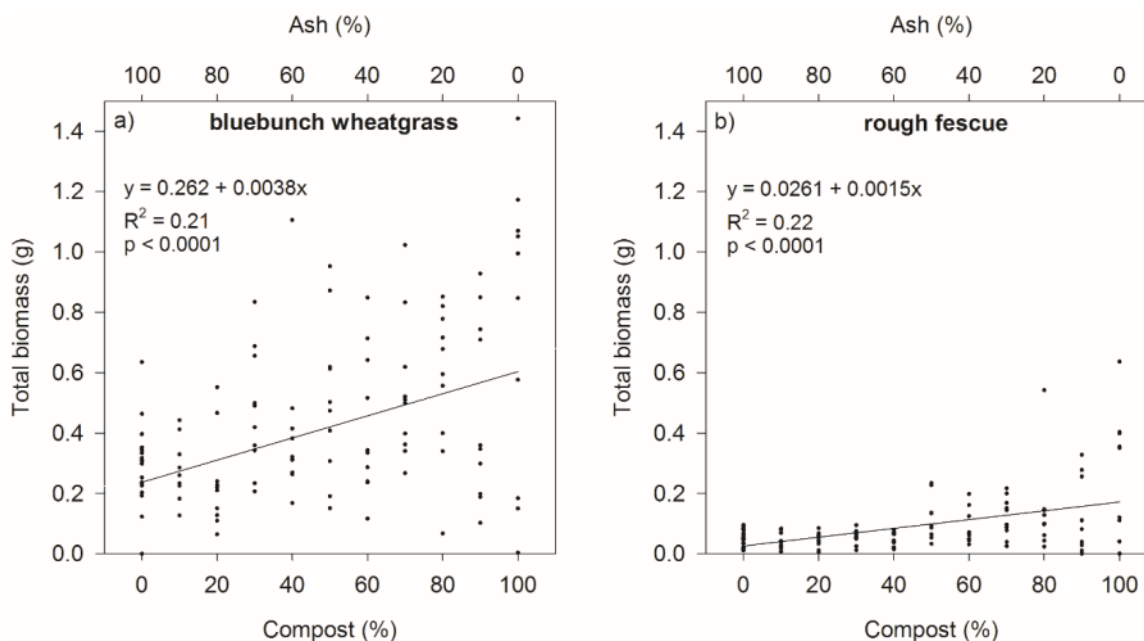 Ash (%)
100 80 60 40 20 0
a) bluebunch wheatgrass
y = 0.262 + 0.0038x
R² = 0.21
p < 0.0001
Total biomass (g)
1.4
1.2
1.0
0.8
0.6
0.4
0.2
0.0
0 20 40 60 80 100
Compost (%)
Ash (%)
100 80 60 40 20 0
b) rough fescue
y = 0.0261 + 0.0015x
R² = 0.22
p < 0.0001
Total biomass (g)
1.4
1.2
1.0
0.8
0.6
0.4
0.2
0.0
0 20 40 60 80 100
Compost (%)